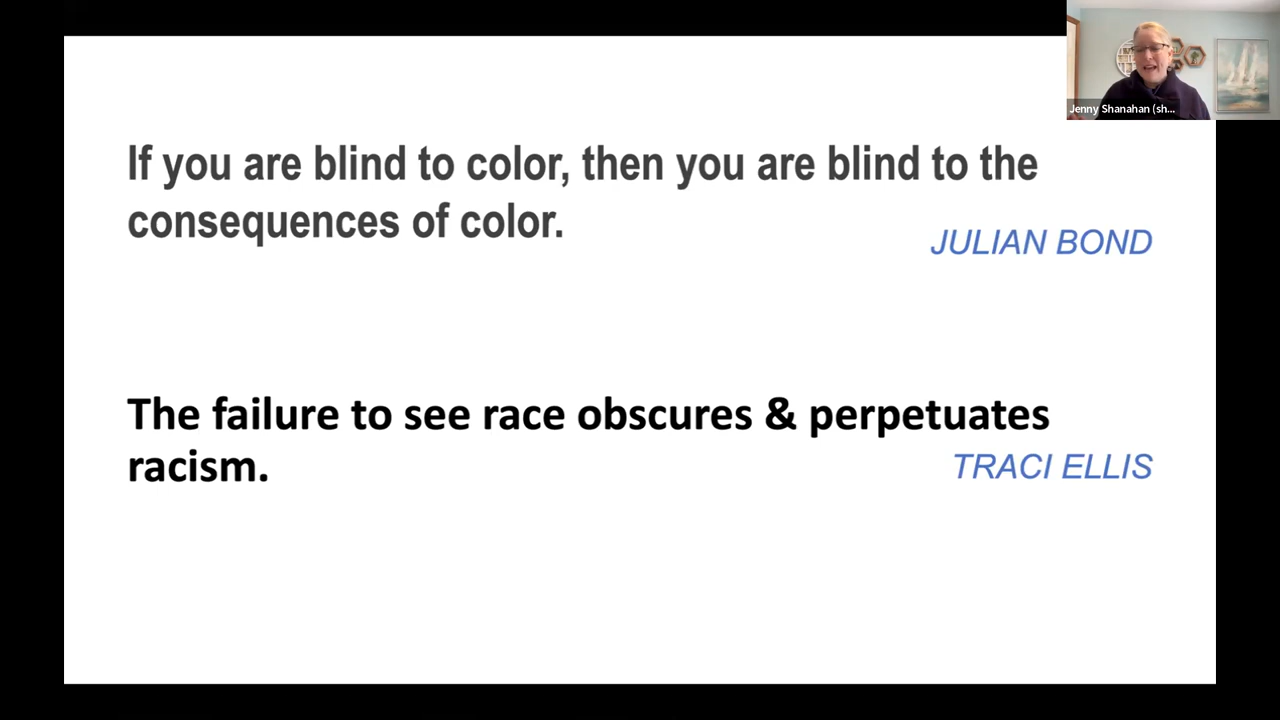 If you are blind to color, then you are blind to the
consequences of color.
JULIAN BOND
The failure to see race obscures & perpetuates
racism.
TRACI ELLIS
Jenny Shanahan (sh...